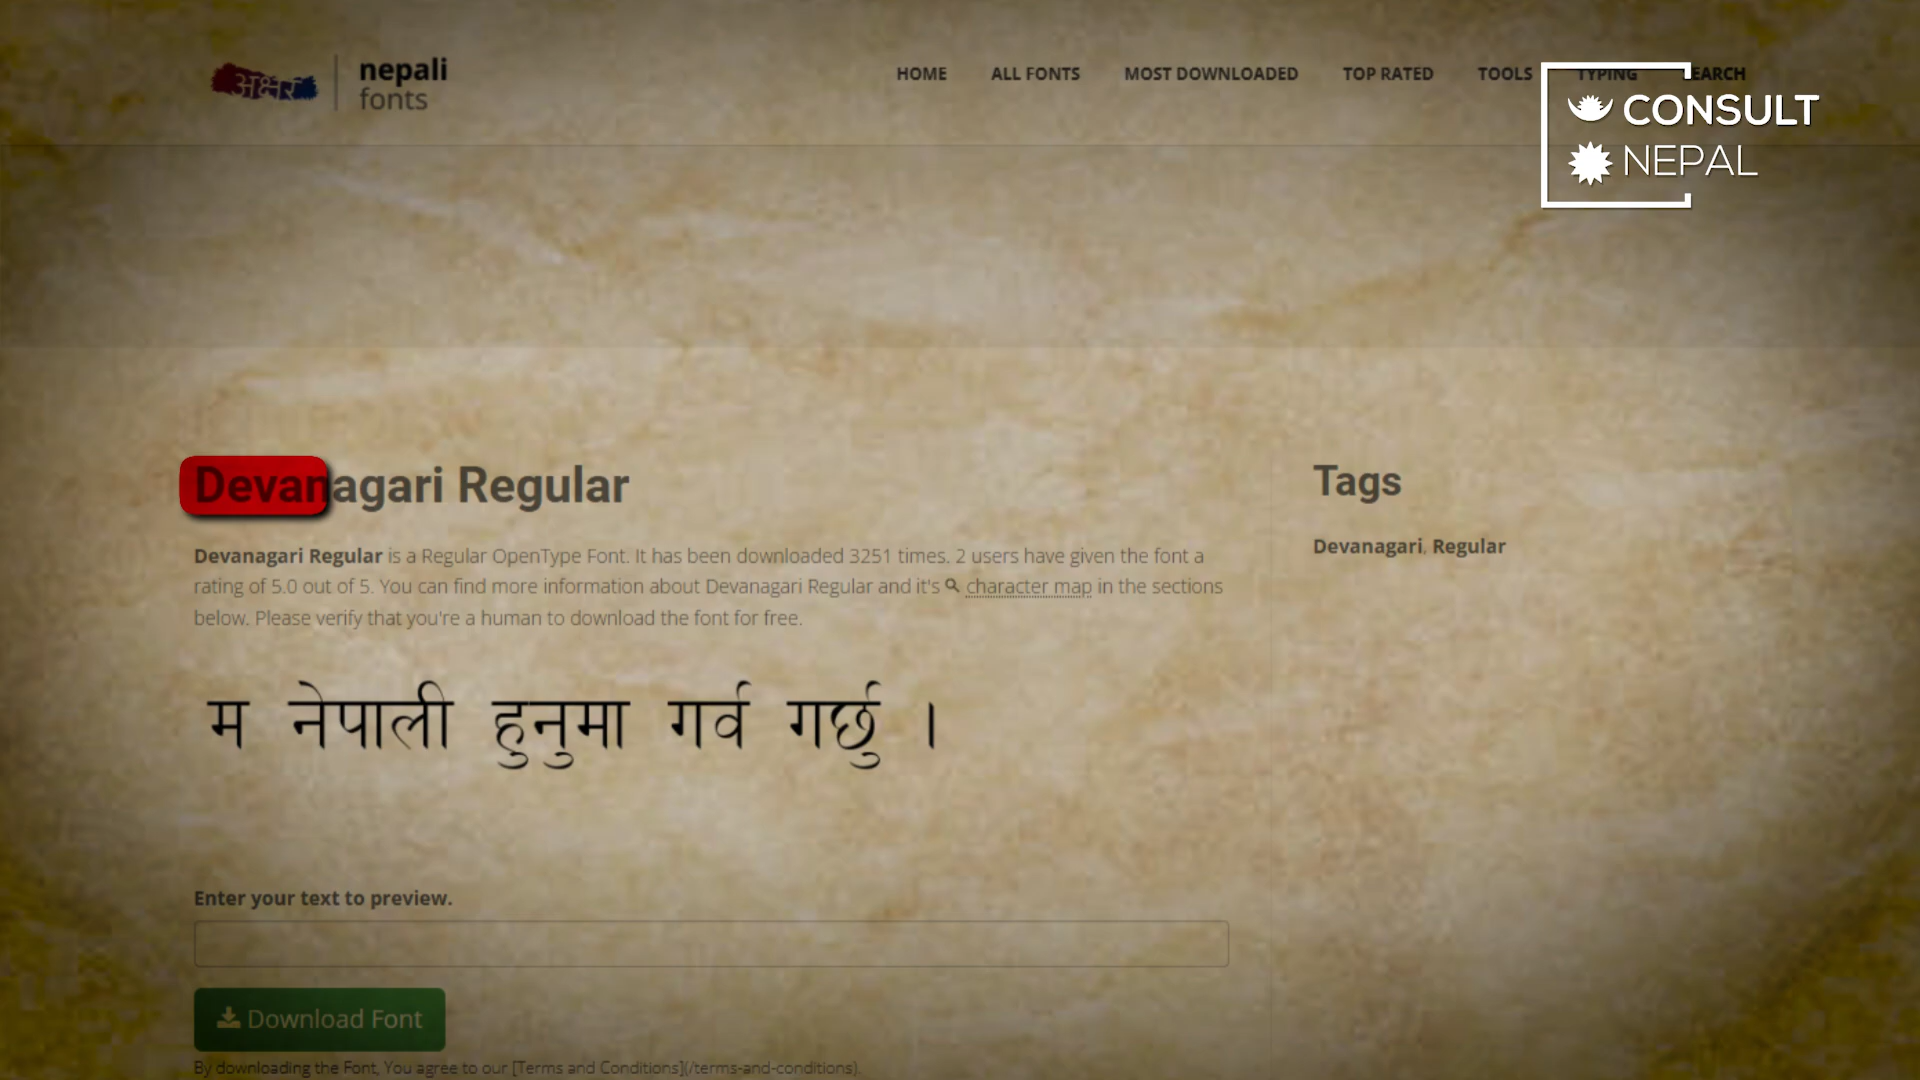 अक्षर
nepali
fonts
HOME ALL FONTS MOST DOWNLOADED TOP RATED TOOLS TYPING EARCH
CONSULT
NEPAL
Devanagari Regular
Devanagari Regular is a Regular OpenType Font. It has been downloaded 3251 times. 2 users have given the font a
rating of 5.0 out of 5. You can find more information about Devanagari Regular and it's character map in the sections
below. Please verify that you're a human to download the font for free.
म नेपाली हुनुमा गर्व गर्छु ।
Enter your text to preview.
Download Font
By downloading the Font, You agree to our [Terms and Conditions](/terms-and-conditions).
Tags
Devanagari, Regular